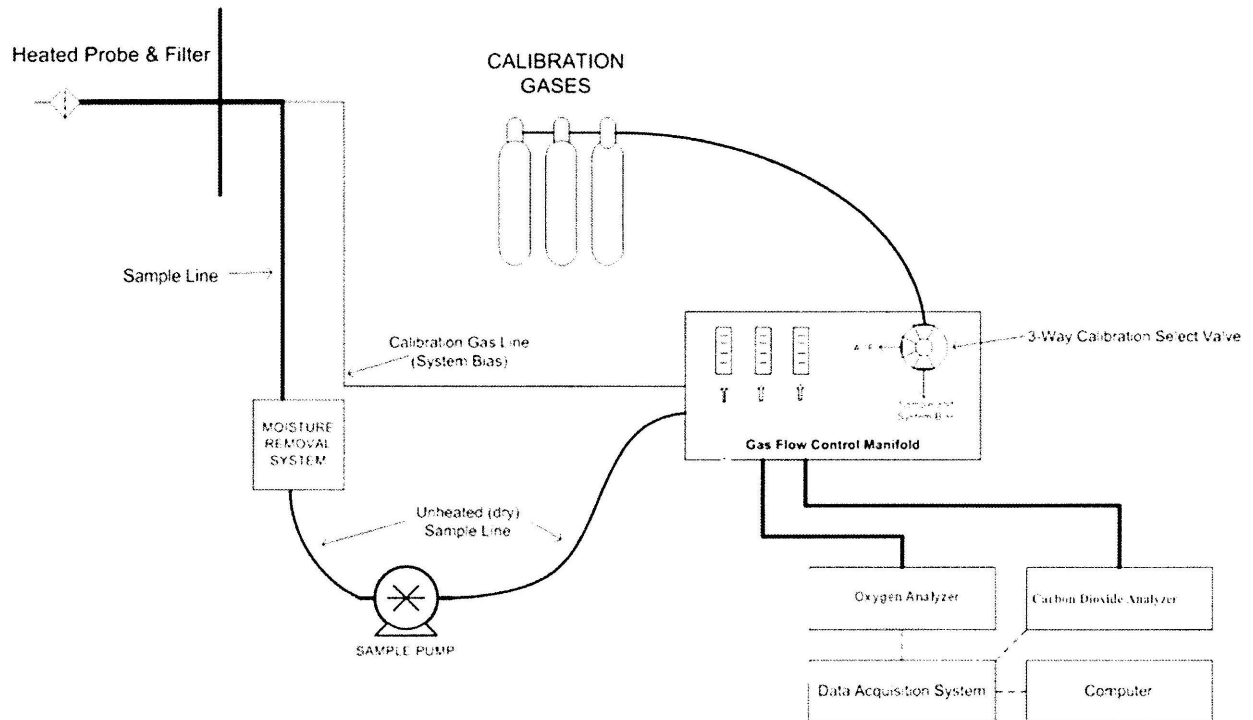 Heated Probe & Filter
CALIBRATION
GASES
Sample Line
Calibration Gas Line
(System Bias)
3-Way Calibration Select Valve
MOISTURE
REMOVAL
SYSTEM
Gas Flow Control Manifold
Unheated (dry)
Sample Line
SAMPLE PUMP
Oxygen Analyzer
Carbon Dioxide Analyzer
Data Acquisition System
Computer